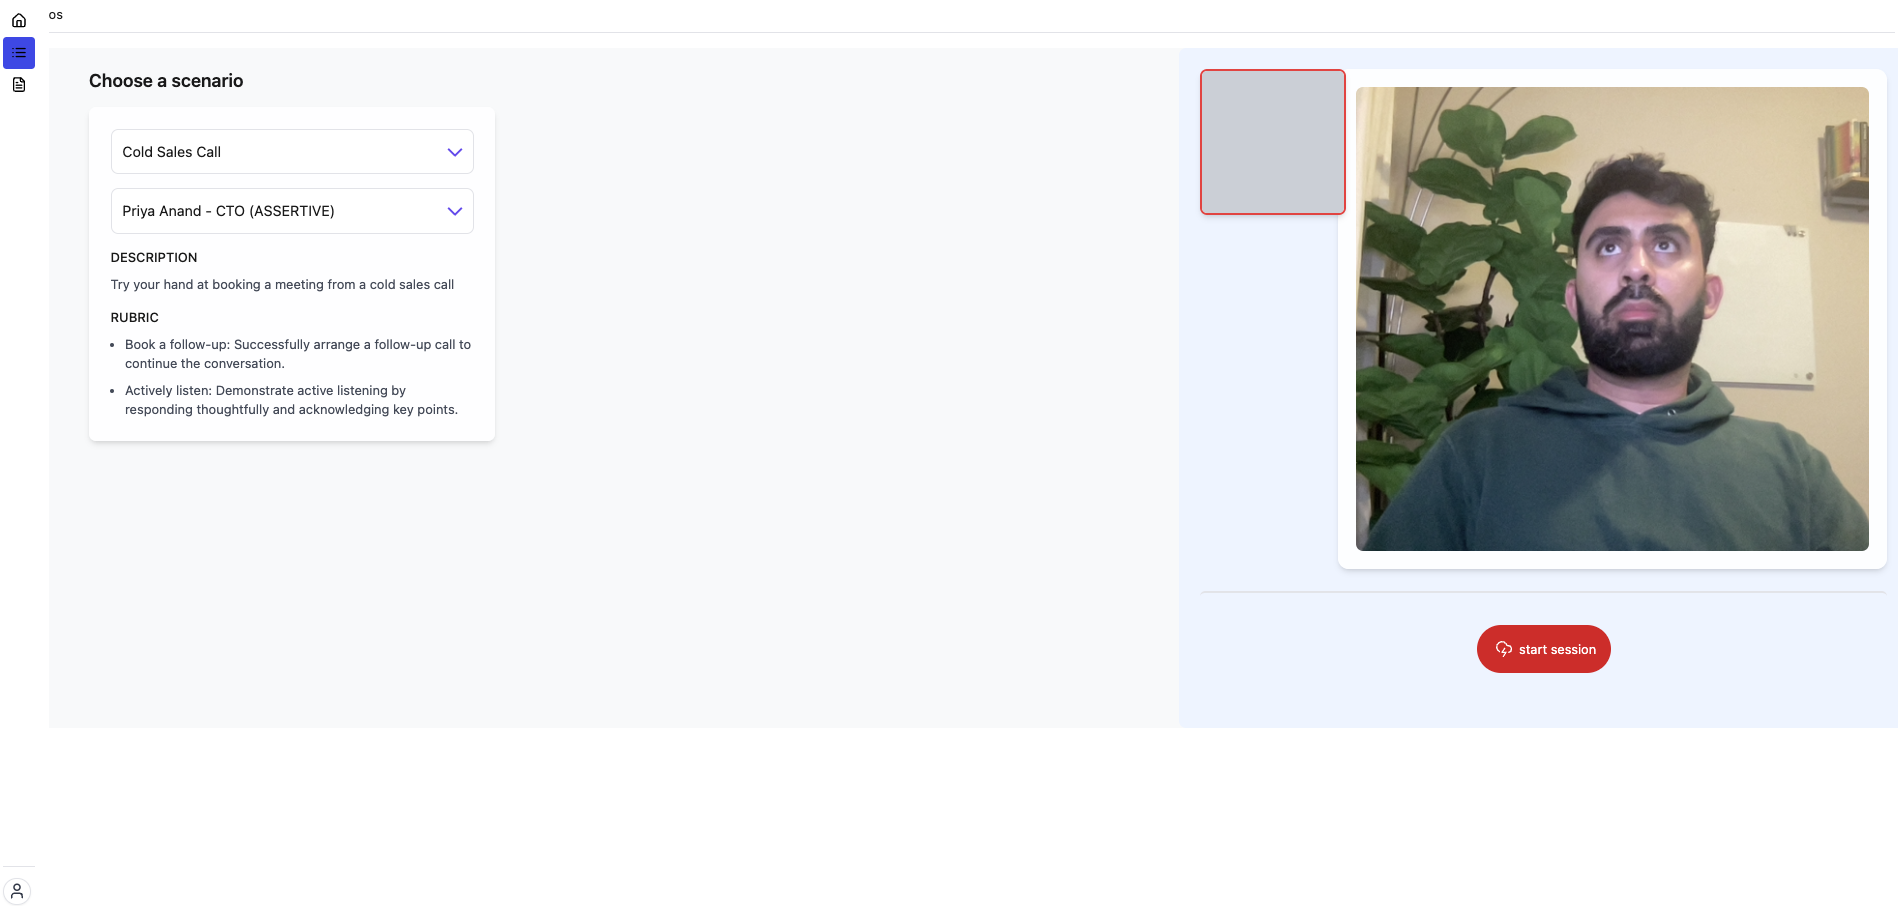 os
Choose a scenario
Cold Sales Call
Priya Anand - CTO (ASSERTIVE)
DESCRIPTION
Try your hand at booking a meeting from a cold sales call
RUBRIC
• Book a follow-up: Successfully arrange a follow-up call to
continue the conversation.
• Actively listen: Demonstrate active listening by
responding thoughtfully and acknowledging key points.
start session